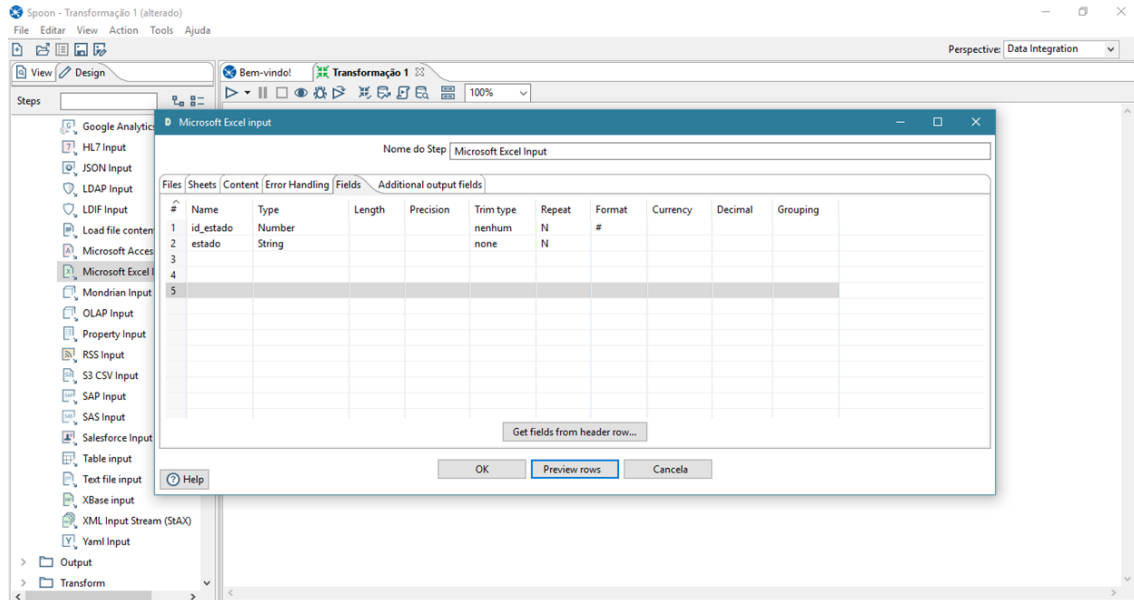 Spoon - Transformação 1 (alterado)
File Editar View Action Tools Ajuda
Perspective: Data Integration
View Design
Bem-vindo! Transformação 1
Steps
100%
Google Analytics
HL7 Input
JSON Input
LDAP Input
LDIF Input
Load file conten
Microsoft Acces
Microsoft Excel I
Mondrian Input
OLAP Input
Property Input
RSS Input
S3 CSV Input
SAP Input
SAS Input
Salesforce Input
Table input
Text file input
XBase input
XML Input Stream (StAX)
Yaml Input
Output
Transform
Microsoft Excel input
Nome do Step Microsoft Excel Input
Files Sheets Content Error Handling Fields Additional output fields
# Name Type Length Precision Trim type Repeat Format Currency Decimal Grouping
1 id_estado Number nenhum N #
2 estado String none N
3
4
5
Get fields from header row...
OK Preview rows Cancela
Help